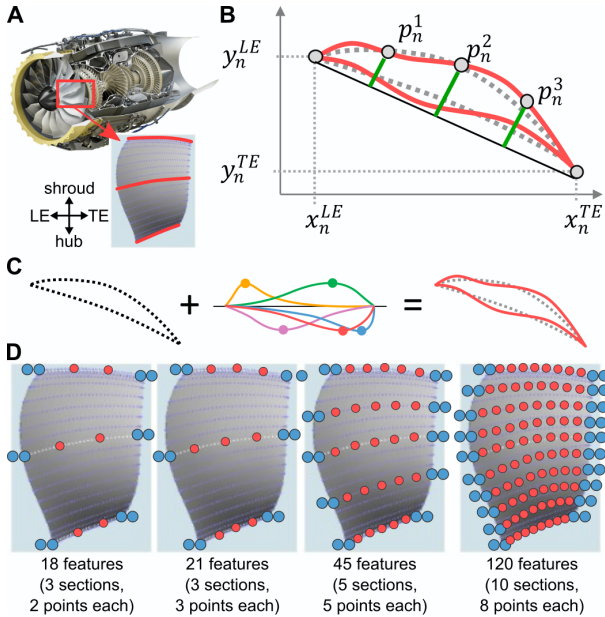 A
shroud
LE TE
hub
B
y_n^{LE}
y_n^{TE}
p_n^1
p_n^2
p_n^3
x_n^{LE}
x_n^{TE}
C
+ =
D
18 features
(3 sections,
2 points each)
21 features
(3 sections,
3 points each)
45 features
(5 sections,
5 points each)
120 features
(10 sections,
8 points each)